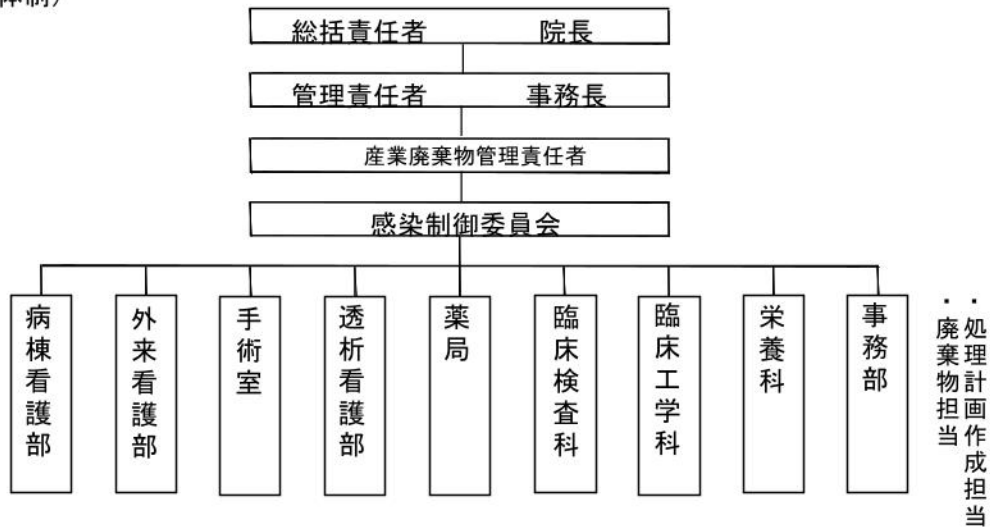 体制）
総括責任者 院長
管理責任者 事務長
産業廃棄物管理責任者
感染制御委員会
病棟看護部
外来看護部
手術室
透析看護部
薬局
臨床検査科
臨床工学科
栄養科
事務部
・処理計画作成担当
・廃棄物担当